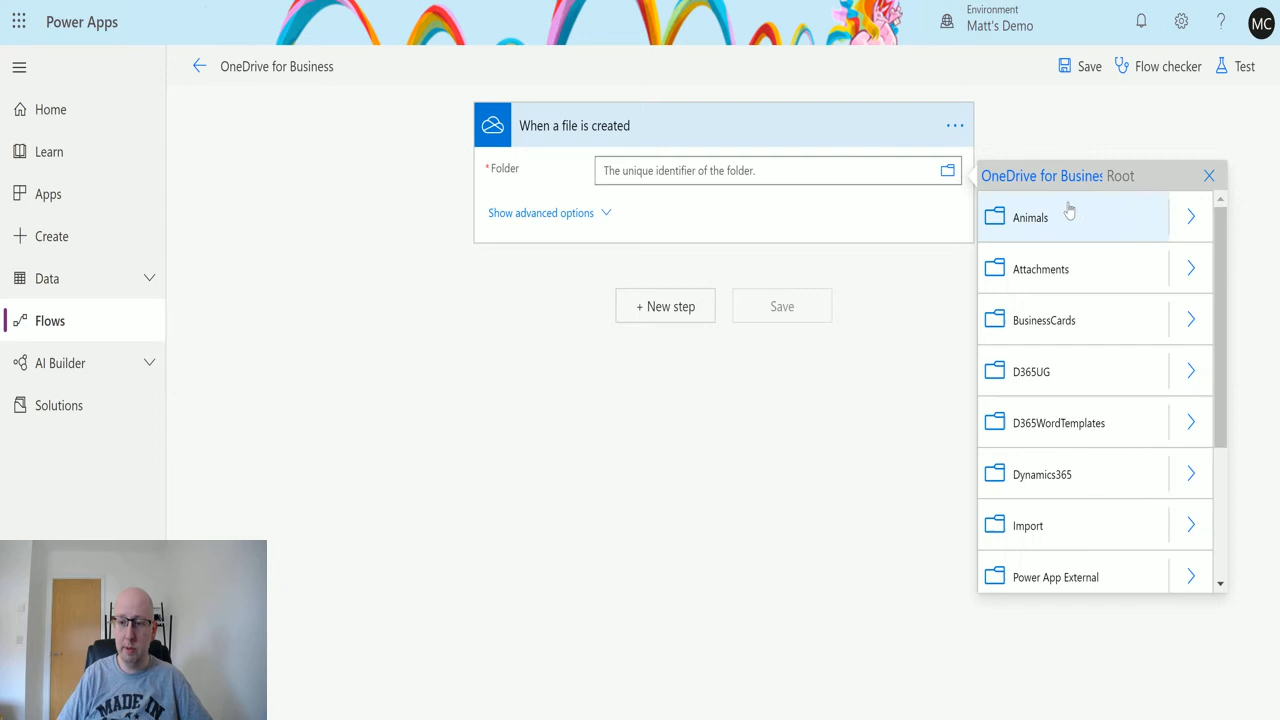 Power Apps
Environment
Matt's Demo
?
MC
OneDrive for Business
Save
Flow checker
Test
Home
Learn
Apps
Create
Data
Flows
AI Builder
Solutions
When a file is created
* Folder
The unique identifier of the folder.
Show advanced options
+ New step
Save
OneDrive for Busines Root
Animals
Attachments
BusinessCards
D365UG
D365WordTemplates
Dynamics365
Import
Power App External
MADE IN